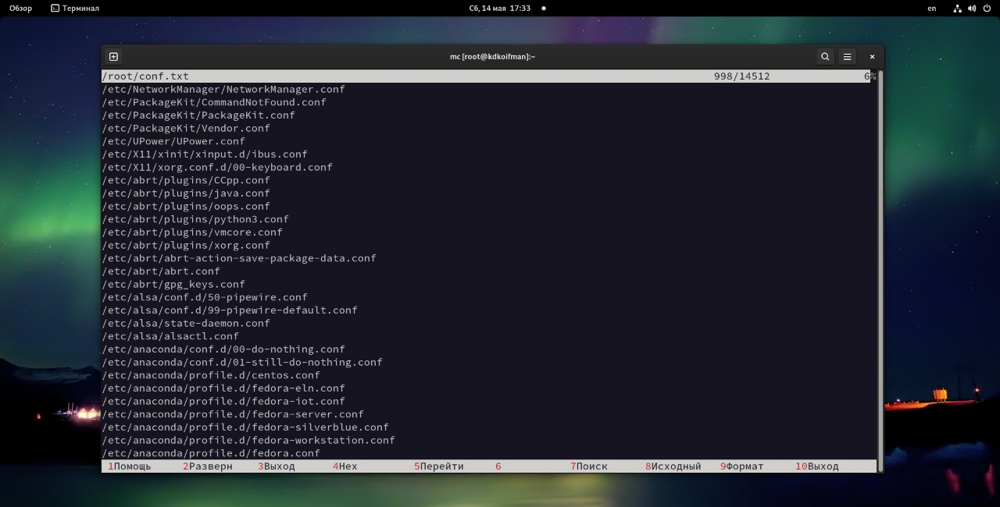 Обзор Терминал Сб, 14 мая 17:33 en
mc [root@kdkoifman]:~
/root/conf.txt 998/14512 6%
/etc/NetworkManager/NetworkManager.conf
/etc/PackageKit/CommandNotFound.conf
/etc/PackageKit/PackageKit.conf
/etc/PackageKit/Vendor.conf
/etc/UPower/UPower.conf
/etc/X11/xinit/xinput.d/ibus.conf
/etc/X11/xorg.conf.d/00-keyboard.conf
/etc/abrt/plugins/CCpp.conf
/etc/abrt/plugins/java.conf
/etc/abrt/plugins/oops.conf
/etc/abrt/plugins/python3.conf
/etc/abrt/plugins/vmcore.conf
/etc/abrt/plugins/xorg.conf
/etc/abrt/abrt-action-save-package-data.conf
/etc/abrt/abrt.conf
/etc/abrt/gpg_keys.conf
/etc/alsa/conf.d/50-pipewire.conf
/etc/alsa/conf.d/99-pipewire-default.conf
/etc/alsa/state-daemon.conf
/etc/alsa/alsactl.conf
/etc/anaconda/conf.d/00-do-nothing.conf
/etc/anaconda/conf.d/01-still-do-nothing.conf
/etc/anaconda/profile.d/centos.conf
/etc/anaconda/profile.d/fedora-eln.conf
/etc/anaconda/profile.d/fedora-iot.conf
/etc/anaconda/profile.d/fedora-server.conf
/etc/anaconda/profile.d/fedora-silverblue.conf
/etc/anaconda/profile.d/fedora-workstation.conf
/etc/anaconda/profile.d/fedora.conf
1Помощь 2Разверн 3Выход 4Hex 5Перейти 6 7Поиск 8Исходный 9Формат 10Выход